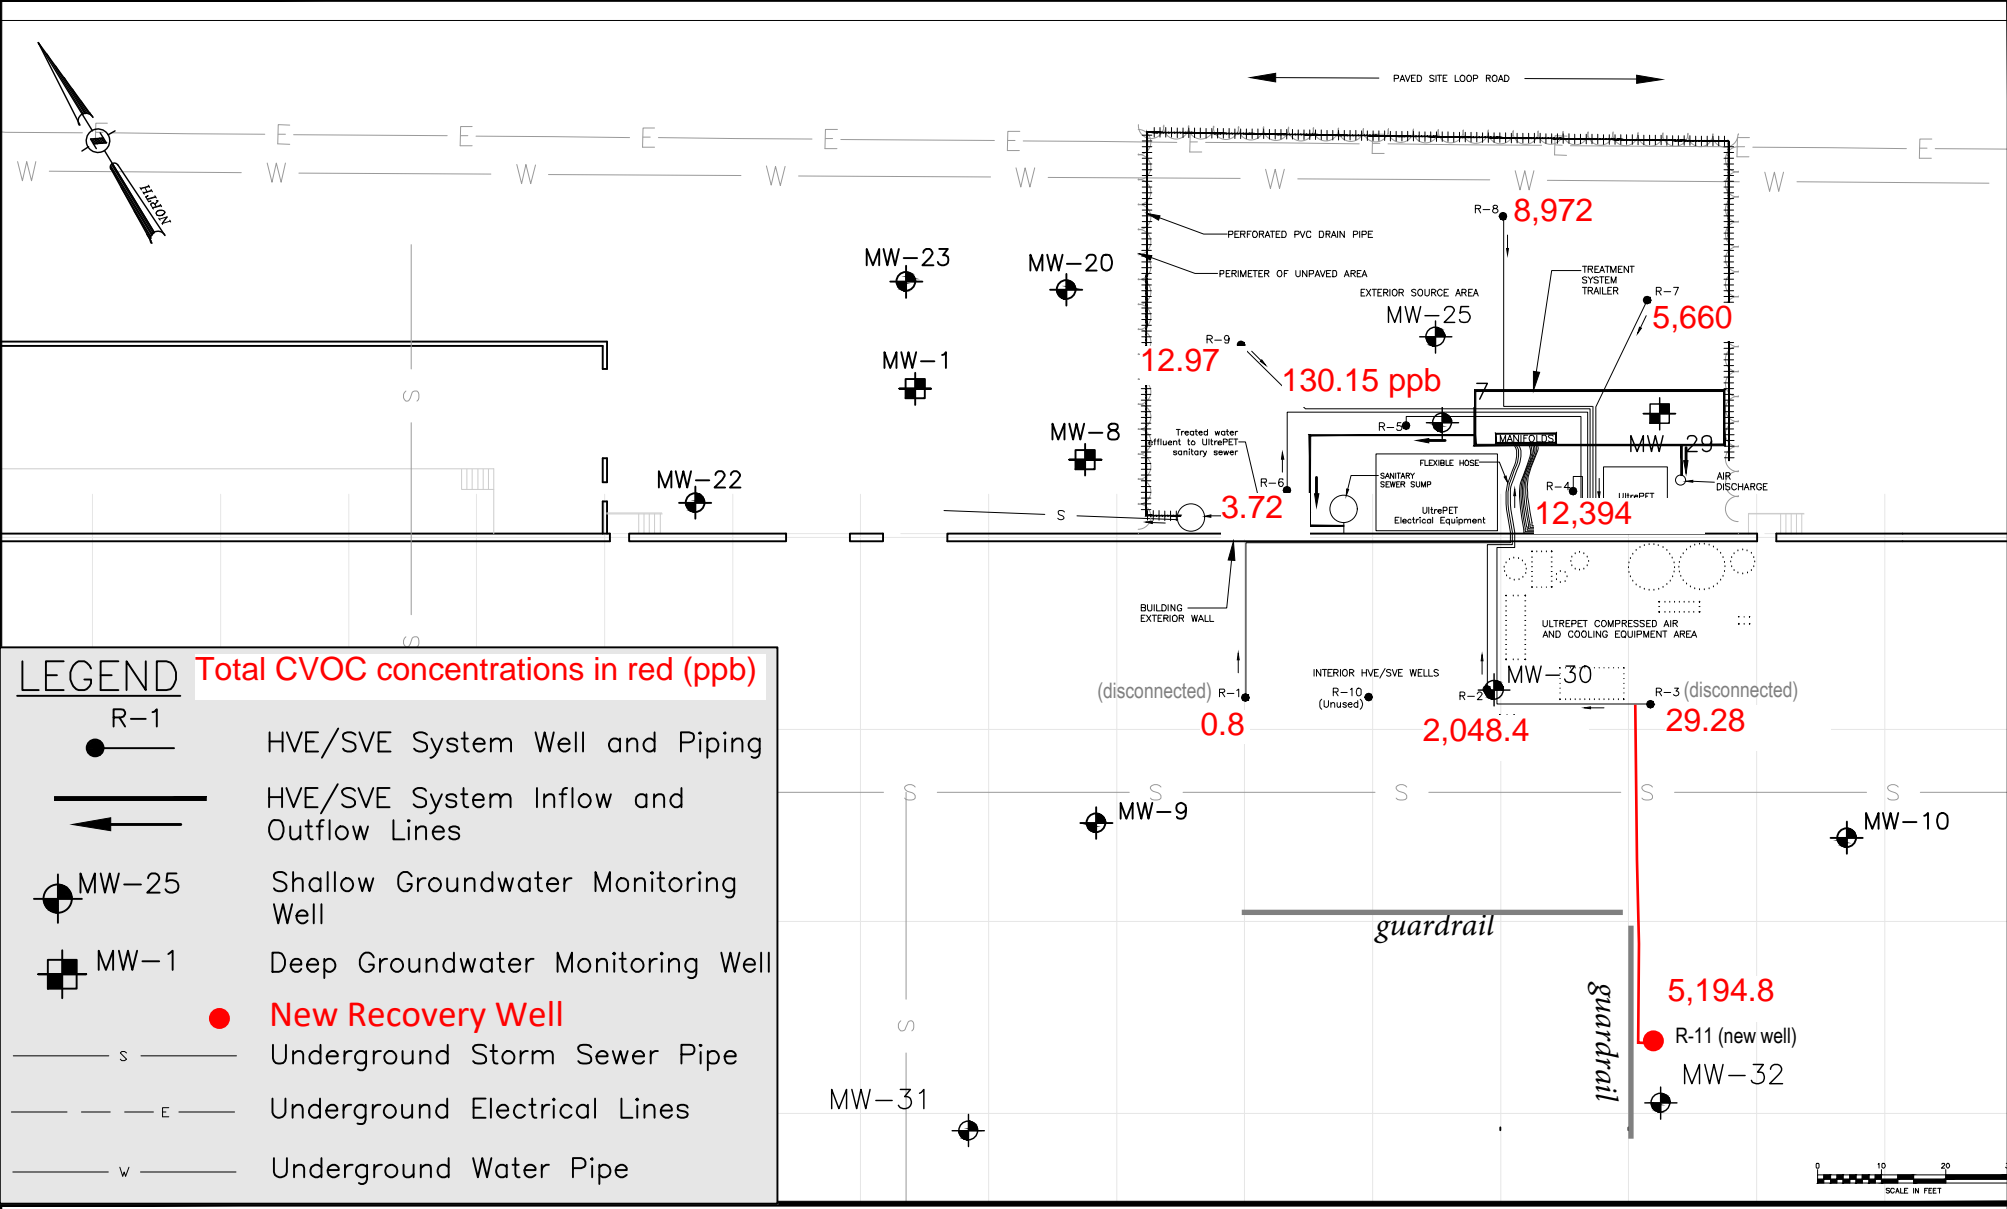 PAVED SITE LOOP ROAD
E
E
E
E
E
E
E
E
E
E
E
W
W
W
W
W
W
W
W
NORTH
R-8
8,972
PERFORATED PVC DRAIN PIPE
MW-23
MW-20
PERIMETER OF UNPAVED AREA
TREATMENT
SYSTEM
TRAILER
EXTERIOR SOURCE AREA
MW-25
R-7
5,660
R-9
12.97
130.15 ppb
MW-1
S
7
MW-8
Treated water
effluent to UltrePET
sanitary sewer
R-5
MANIFOLDS
MW-29
FLEXIBLE HOSE
SANITARY
SEWER SUMP
AIR
DISCHARGE
MW-22
R-6
3.72
R-4
12,394
UltrePET
UltrePET
Electrical Equipment
S
BUILDING
EXTERIOR WALL
ULTREPET COMPRESSED AIR
AND COOLING EQUIPMENT AREA
S
INTERIOR HVE/SVE WELLS
MW-30
(disconnected) R-1
R-10
(Unused)
R-2
R-3 (disconnected)
0.8
2,048.4
29.28
S
S
S
S
S
MW-9
MW-10
guardrail
guardrail
5,194.8
R-11 (new well)
S
MW-32
MW-31
LEGEND
Total CVOC concentrations in red (ppb)
R-1
HVE/SVE System Well and Piping
HVE/SVE System Inflow and
Outflow Lines
MW-25
Shallow Groundwater Monitoring
Well
MW-1
Deep Groundwater Monitoring Well
New Recovery Well
S
Underground Storm Sewer Pipe
E
Underground Electrical Lines
W
Underground Water Pipe
0 10 20
SCALE IN FEET